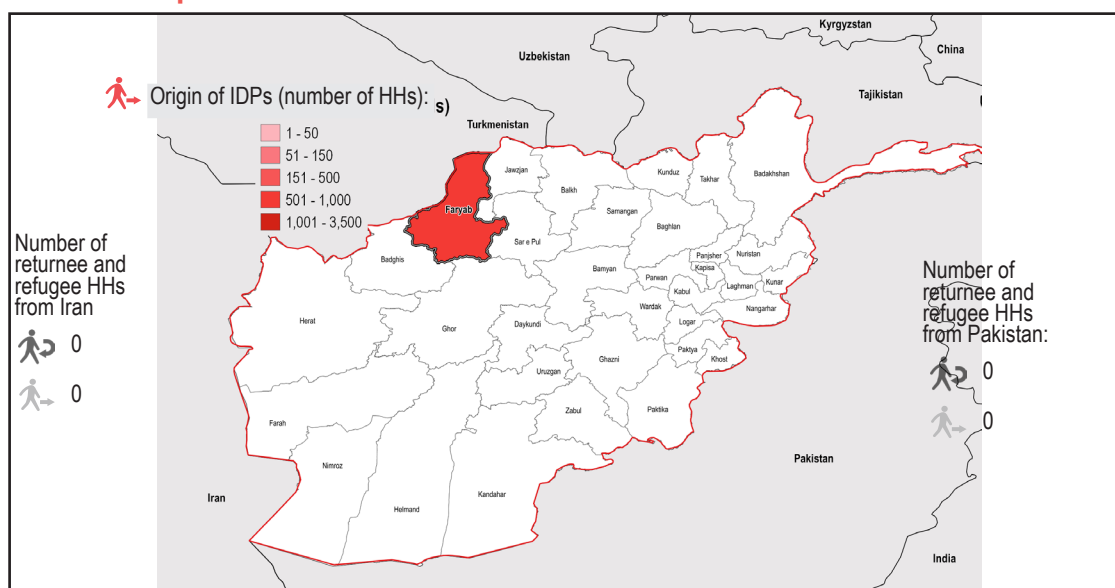 Kyrgyzstan
China
Uzbekistan
Tajikistan
Origin of IDPs (number of HHs):
s)
Turkmenistan
1 - 50
51 - 150
151 - 500
501 - 1,000
1,001 - 3,500
Jawzjan
Balkh
Kunduz
Takhar
Badakhshan
Faryab
Samangan
Baghlan
Sar e Pul
Badghis
Panjsher
Nuristan
Bamyan
Parwan
Kapisa
Kabul
Laghman
Kunar
Nangarhar
Wardak
Herat
Ghor
Daykundi
Logar
Paktya
Khost
Ghazni
Uruzgan
Zabul
Paktika
Farah
Nimroz
Helmand
Kandahar
Iran
Pakistan
India
Number of
returnee and
refugee HHs
from Iran
0
0
Number of
returnee and
refugee HHs
from Pakistan:
0
0